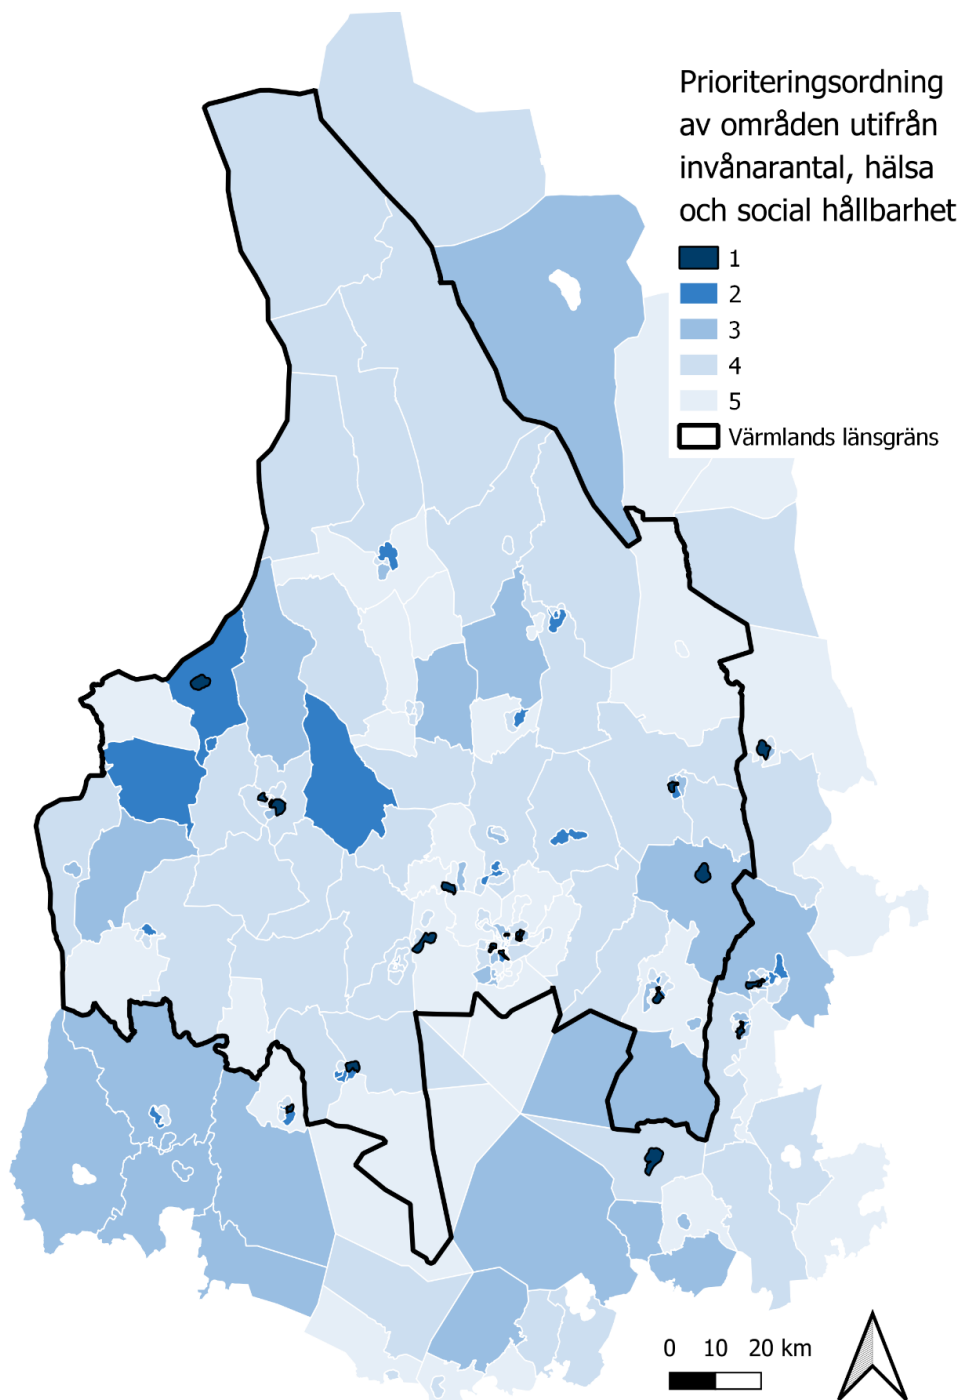 Prioriteringsordning
av områden utifrån
invånarantal, hälsa
och social hållbarhet
1
2
3
4
5
Värmlands länsgräns
0 10 20 km